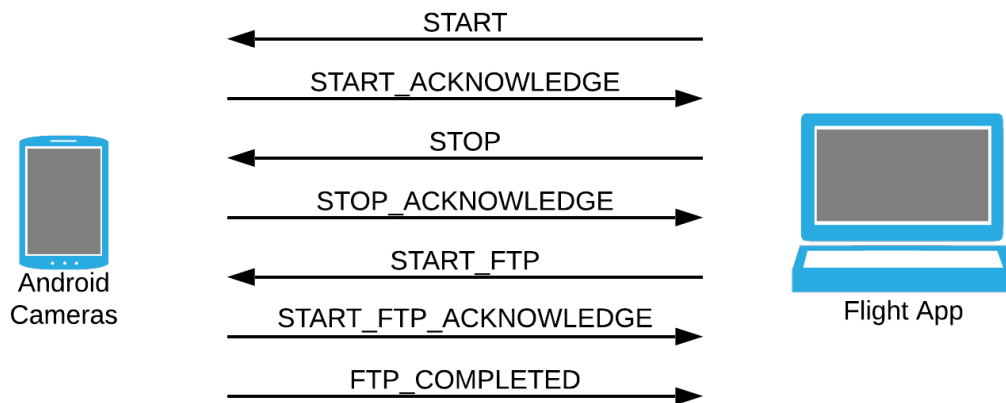 START
START_ACKNOWLEDGE
STOP
STOP_ACKNOWLEDGE
START_FTP
START_FTP_ACKNOWLEDGE
FTP_COMPLETED
Android
Cameras
Flight App